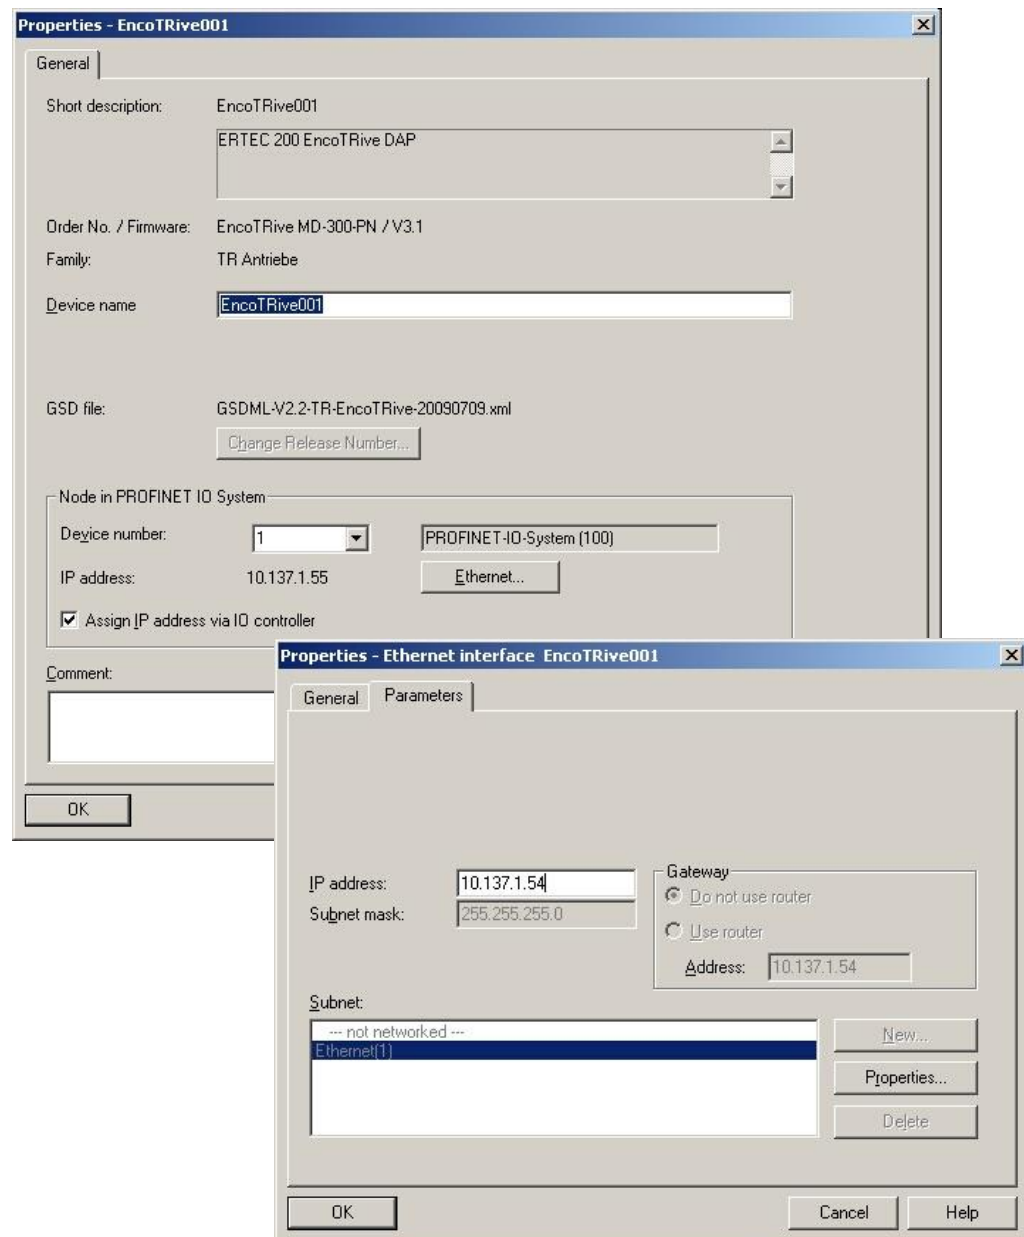 Properties - EncoTRive001
General
Short description: EncoTRive001
ERTEC 200 EncoTRive DAP
Order No. / Firmware: EncoTRive MD-300-PN / V3.1
Family: TR Antriebe
Device name EncoTRive001
GSD file: GSDML-V2.2-TR-EncoTRive-20090709.xml
Change Release Number...
Node in PROFINET IO System
Device number: 1 PROFINET-IO-System (100)
IP address: 10.137.1.55 Ethernet...
Assign IP address via IO controller
Comment:
OK
Properties - Ethernet interface EncoTRive001
General Parameters
IP address: 10.137.1.54
Subnet mask: 255.255.255.0
Gateway
Do not use router
Use router
Address: 10.137.1.54
Subnet:
--- not networked ---
Ethernet(1)
New...
Properties...
Delete
OK Cancel Help